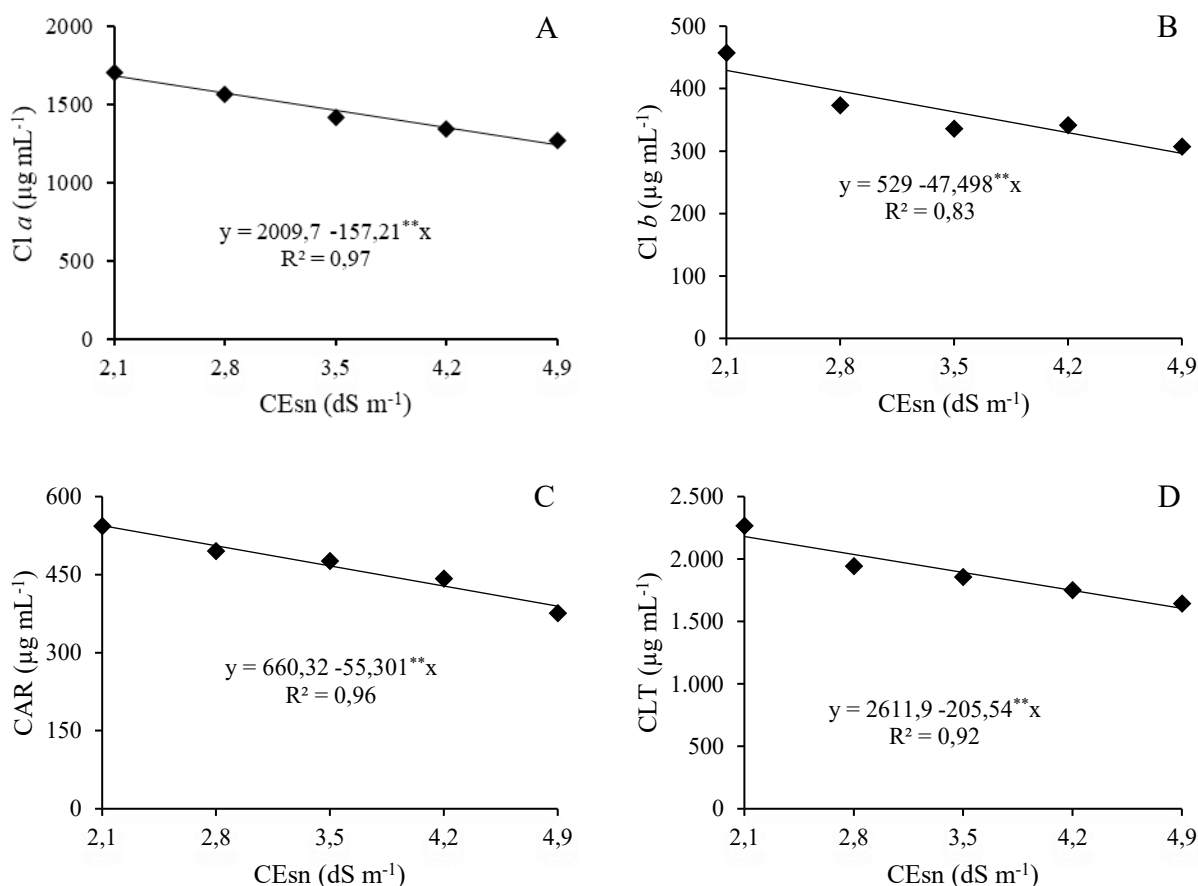 A
2000
1500
1000
500
0
Cl a (µg mL-1)
y = 2009,7 -157,21**x
R² = 0,97
2,1 2,8 3,5 4,2 4,9
CEsn (dS m-1)
B
500
400
300
200
100
0
Cl b (µg mL-1)
y = 529 -47,498**x
R² = 0,83
2,1 2,8 3,5 4,2 4,9
CEsn (dS m-1)
C
600
450
300
150
0
CAR (µg mL-1)
y = 660,32 -55,301**x
R² = 0,96
2,1 2,8 3,5 4,2 4,9
CEsn (dS m-1)
D
2.500
2.000
1.500
1.000
500
0
CLT (µg mL-1)
y = 2611,9 -205,54**x
R² = 0,92
2,1 2,8 3,5 4,2 4,9
CEsn (dS m-1)